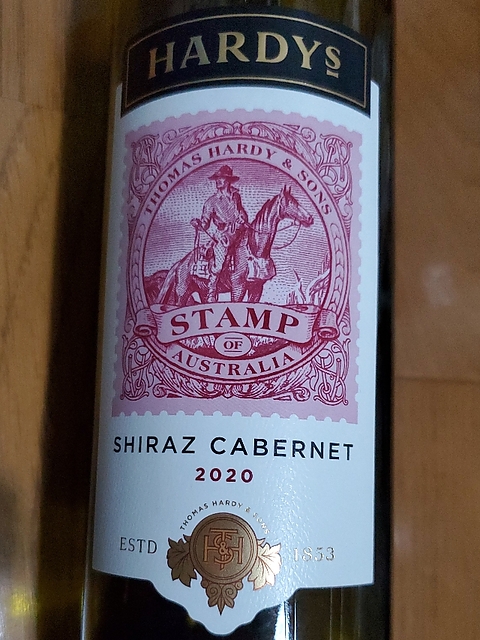 HARDYS
THOMAS HARDY & SONS
STAMP
OF
AUSTRALIA
SHIRAZ CABERNET
2020
THOMAS HARDY & SONS
ESTD 1853